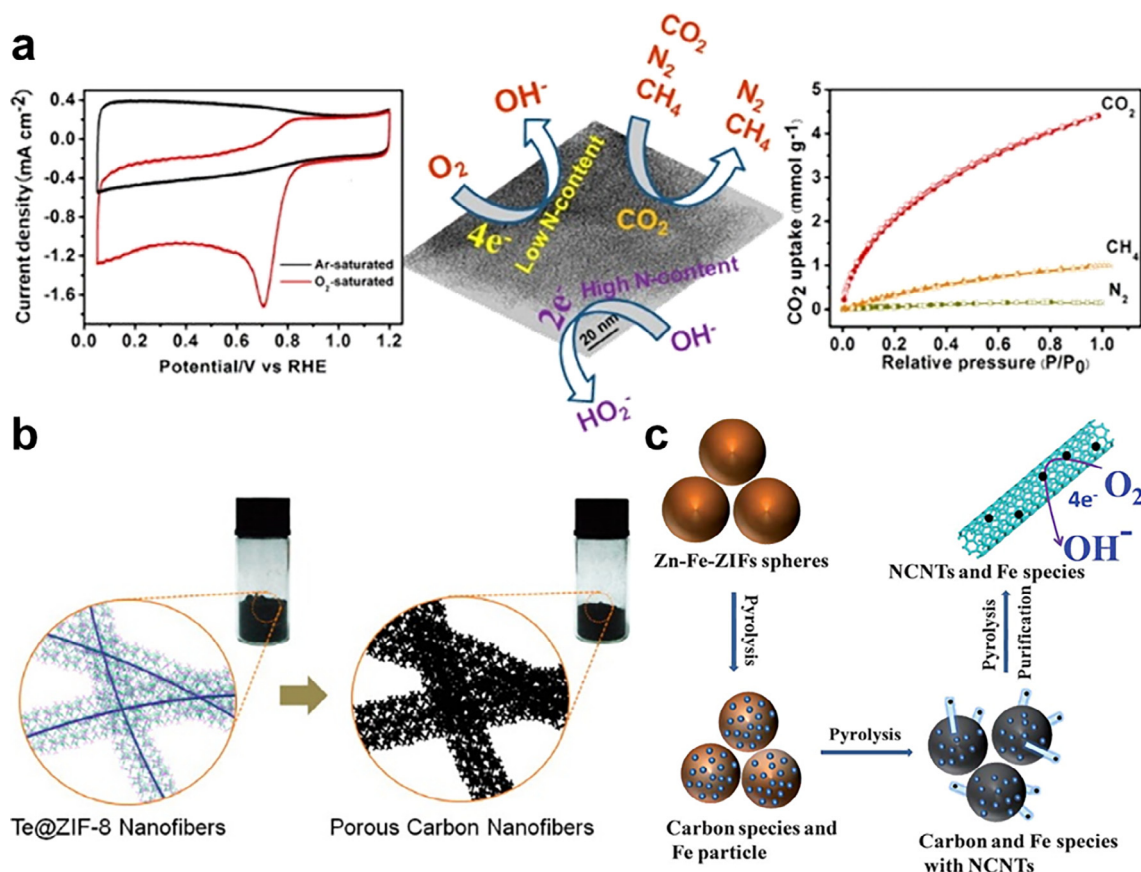 a
0.4
0.0
-0.4
-0.8
-1.2
-1.6
Current density (mA cm-2)
Ar-saturated
O2-saturated
0.0 0.2 0.4 0.6 0.8 1.0 1.2
Potential/V vs RHE
OH-
O2
4e-
Low N-content
CO2
N2
CH4
N2
CH4
CO2
High N-content
2e-
20 nm
OH-
HO2-
5
4
3
2
1
0
CO2 uptake (mmol g-1)
CO2
CH4
N2
0.0 0.2 0.4 0.6 0.8 1.0
Relative pressure (P/P0)
b
Te@ZIF-8 Nanofibers
Porous Carbon Nanofibers
c
Zn-Fe-ZIFs spheres
Pyrolysis
Carbon species and
Fe particle
Pyrolysis
Carbon and Fe species
with NCNTs
Pyrolysis
Purification
NCNTs and Fe species
4e- O2
OH-